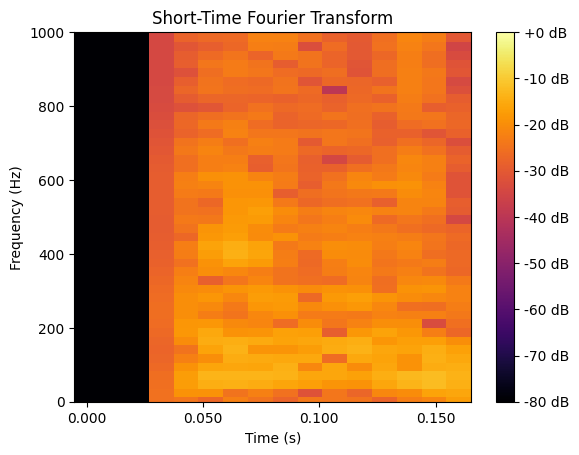 Short-Time Fourier Transform
1000
800
600
400
200
0
Frequency (Hz)
0.000
0.050
0.100
0.150
Time (s)
+0 dB
-10 dB
-20 dB
-30 dB
-40 dB
-50 dB
-60 dB
-70 dB
-80 dB